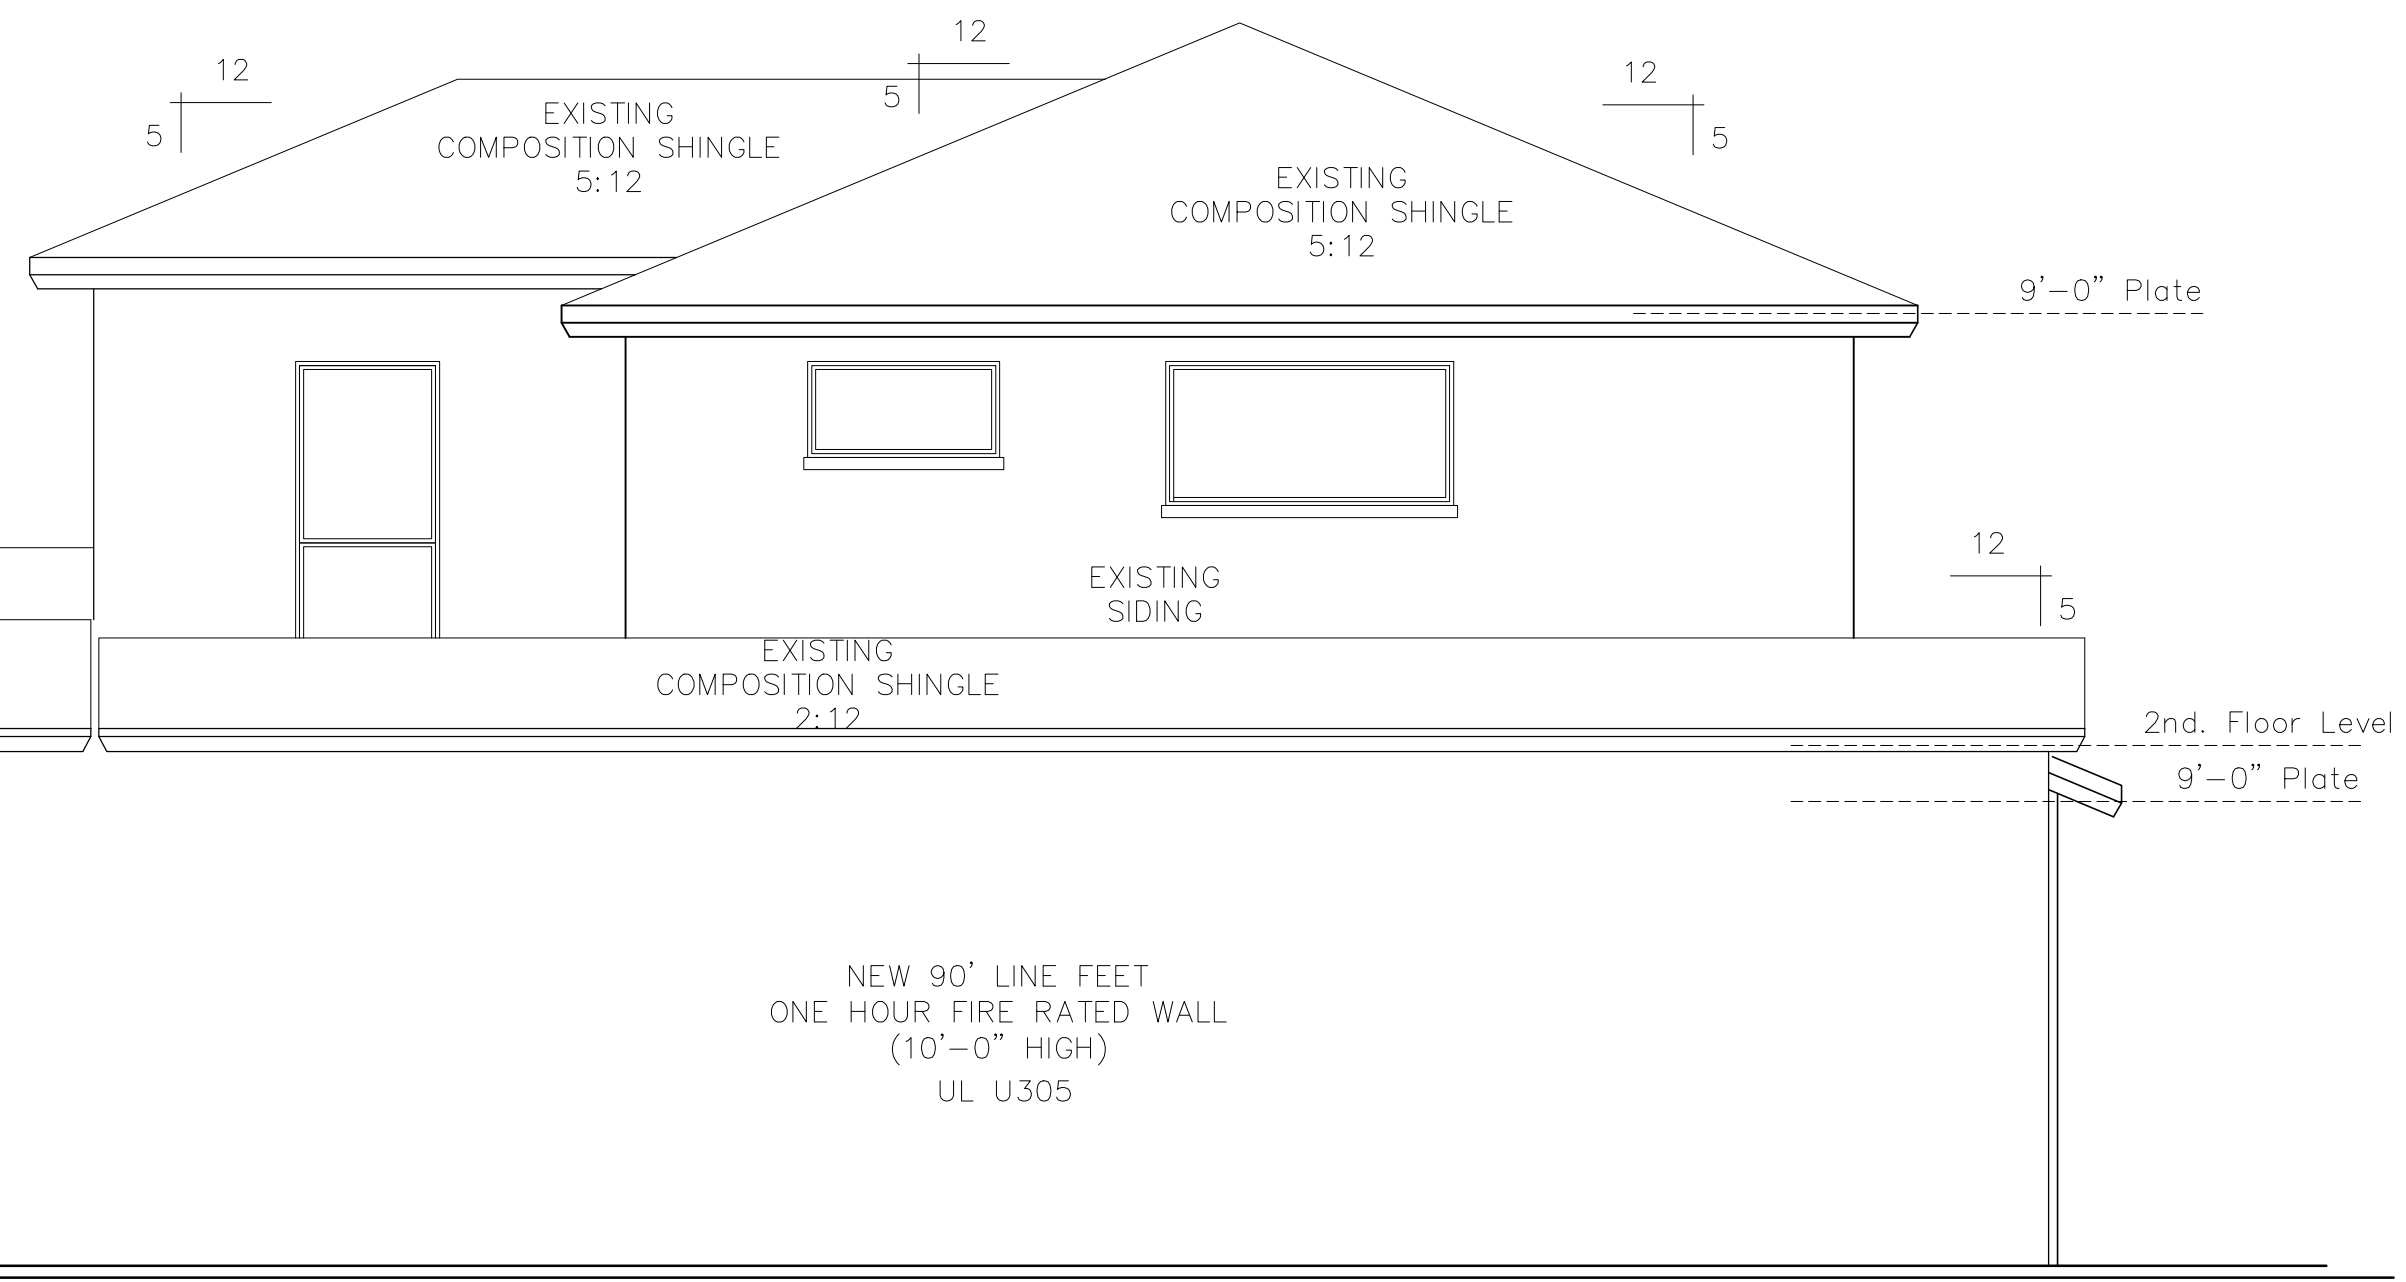 12
5
12
5
12
5
EXISTING
COMPOSITION SHINGLE
5:12
EXISTING
COMPOSITION SHINGLE
5:12
9'-0" Plate
EXISTING
SIDING
12
5
EXISTING
COMPOSITION SHINGLE
2:12
2nd. Floor Level
9'-0" Plate
NEW 90' LINE FEET
ONE HOUR FIRE RATED WALL
(10'-0" HIGH)
UL U305